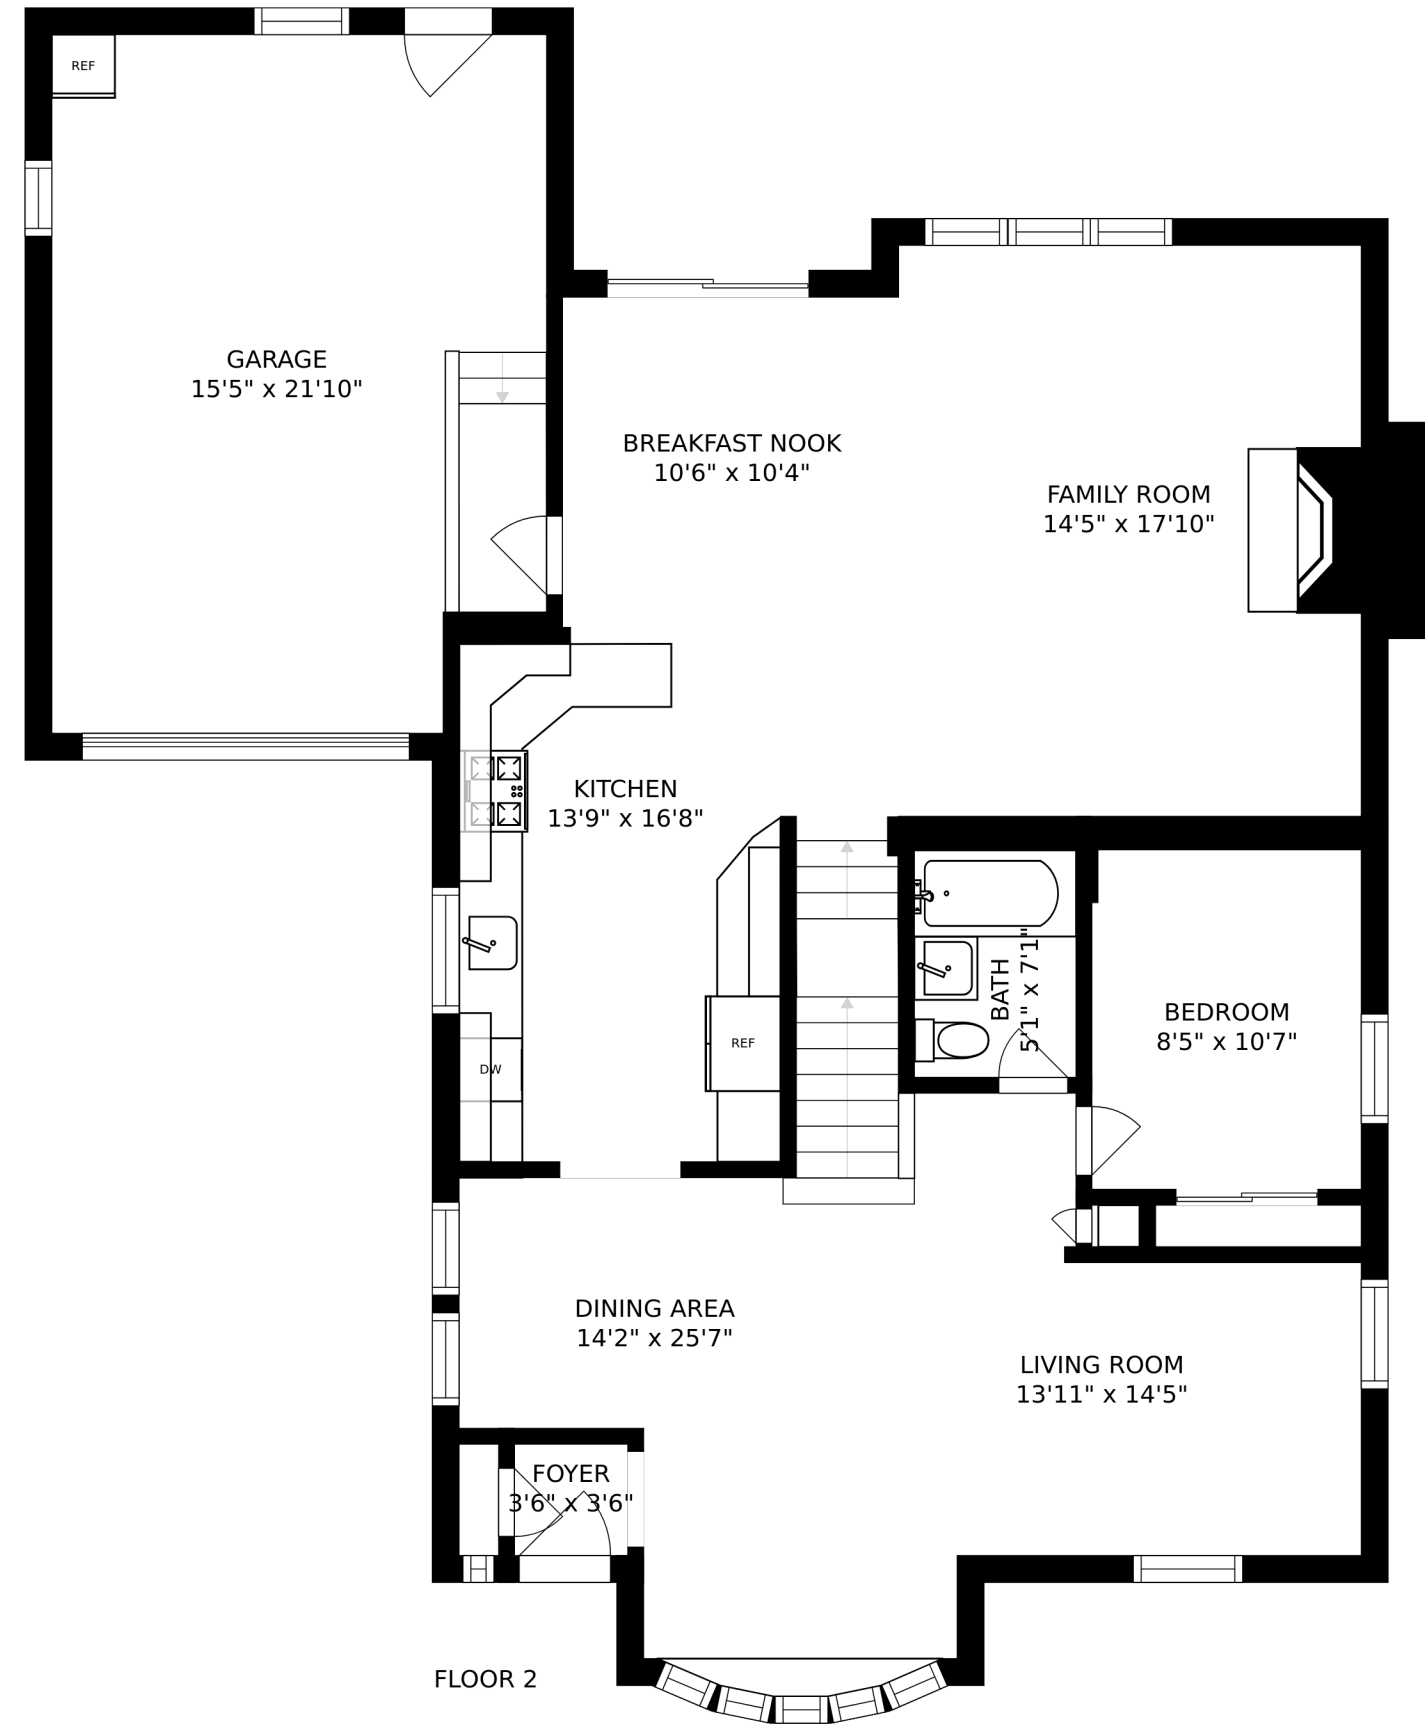 REF
GARAGE
15'5" x 21'10"
BREAKFAST NOOK
10'6" x 10'4"
FAMILY ROOM
14'5" x 17'10"
KITCHEN
13'9" x 16'8"
BATH
5'1" x 7'1"
BEDROOM
8'5" x 10'7"
REF
DW
DINING AREA
14'2" x 25'7"
LIVING ROOM
13'11" x 14'5"
FOYER
3'6" x 3'6"
FLOOR 2